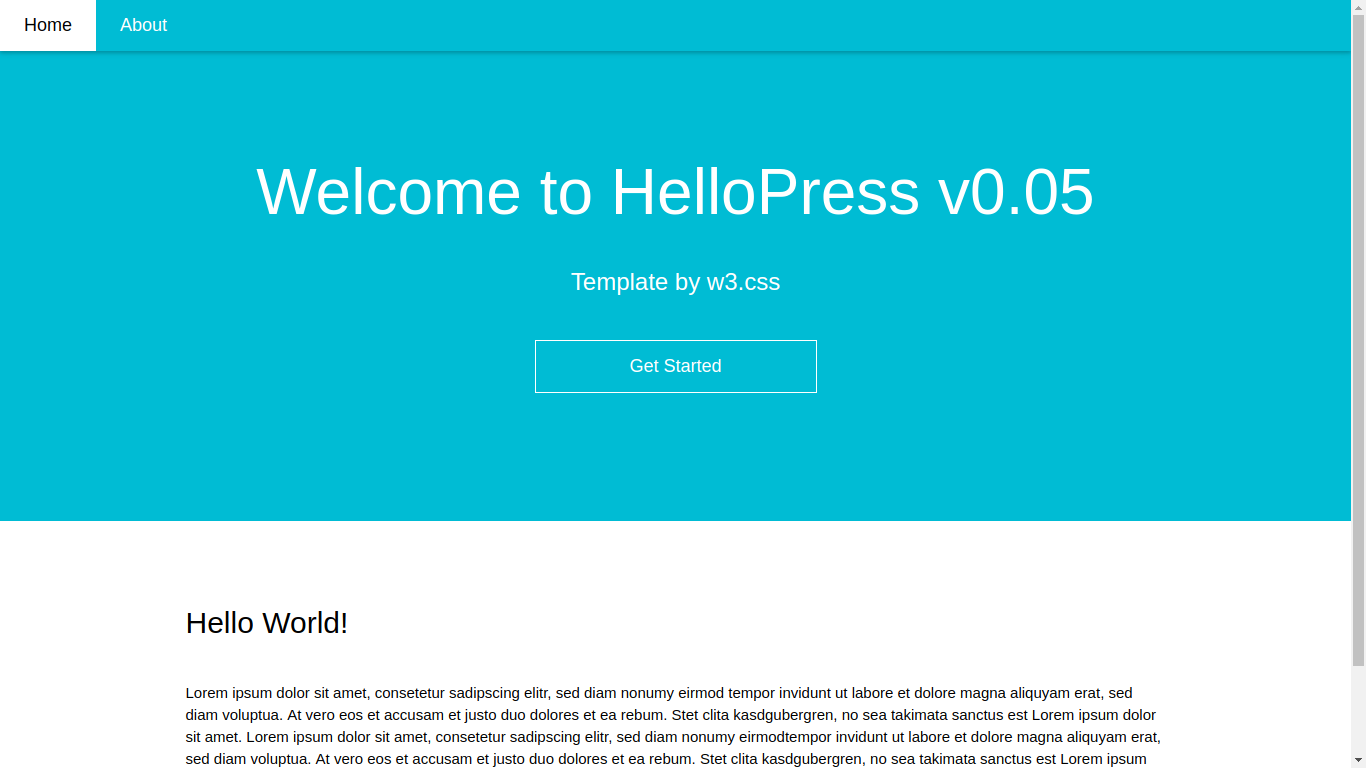 Home About
Welcome to HelloPress v0.05
Template by w3.css
Get Started
Hello World!
Lorem ipsum dolor sit amet, consetetur sadipscing elitr, sed diam nonumy eirmod tempor invidunt ut labore et dolore magna aliquyam erat, sed
diam voluptua. At vero eos et accusam et justo duo dolores et ea rebum. Stet clita kasdgubergren, no sea takimata sanctus est Lorem ipsum dolor
sit amet. Lorem ipsum dolor sit amet, consetetur sadipscing elitr, sed diam nonumy eirmodtempor invidunt ut labore et dolore magna aliquyam erat,
sed diam voluptua. At vero eos et accusam et justo duo dolores et ea rebum. Stet clita kasdgubergren, no sea takimata sanctus est Lorem ipsum